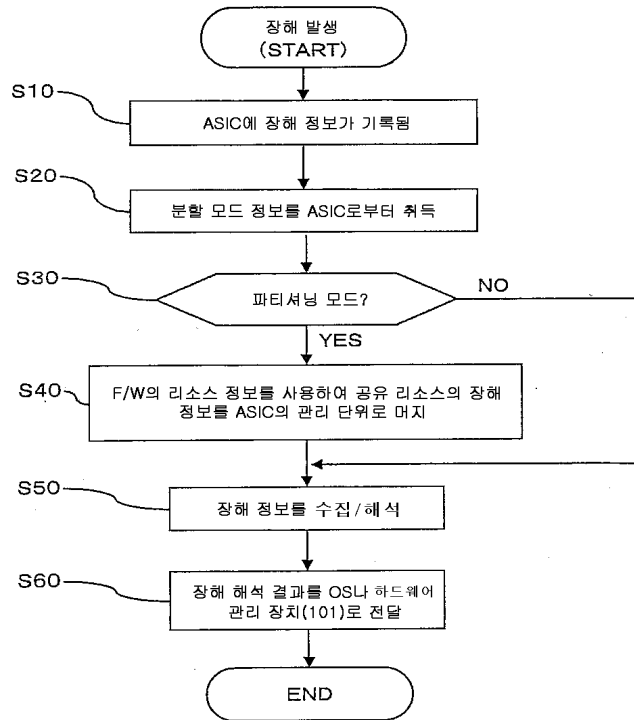 장해 발생
(START)
S10
ASIC에 장해 정보가 기록됨
S20
분할 모드 정보를 ASIC로부터 취득
S30
파티셔닝 모드?
NO
YES
S40
F/W의 리소스 정보를 사용하여 공유 리소스의 장해
정보를 ASIC의 관리 단위로 머지
S50
장해 정보를 수집/해석
S60
장해 해석 결과를 OS나 하드웨어
관리 장치(101)로 전달
END